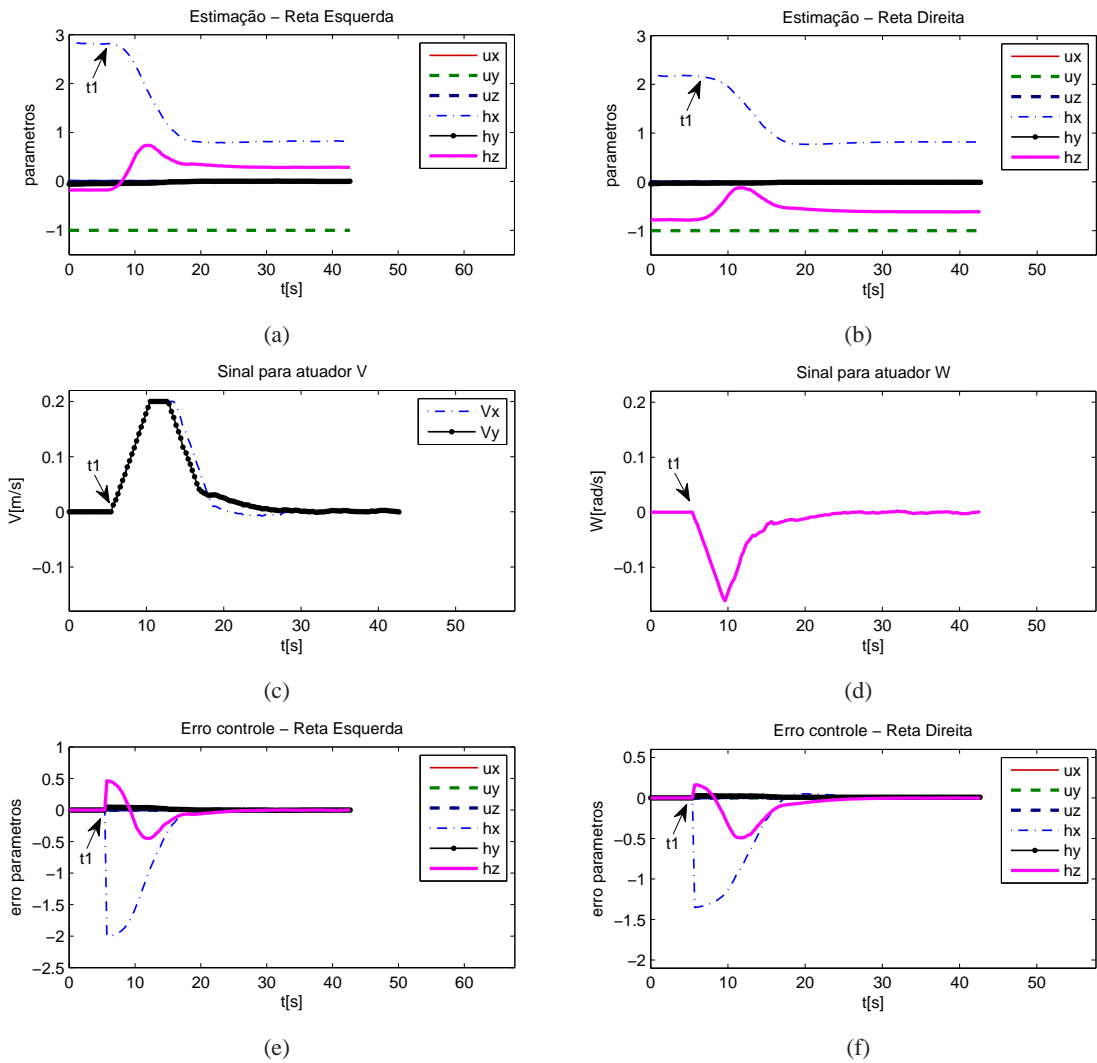 Estimação − Reta Esquerda
parametros
3
2
1
0
−1
t1
ux
uy
uz
hx
hy
hz
0 10 20 30 40 50 60
t[s]
(a)
Estimação − Reta Direita
parametros
3
2
1
0
−1
t1
ux
uy
uz
hx
hy
hz
0 10 20 30 40 50
t[s]
(b)
Sinal para atuador V
V[m/s]
0.2
0.1
0
−0.1
t1
Vx
Vy
0 10 20 30 40 50
t[s]
(c)
Sinal para atuador W
W[rad/s]
0.2
0.1
0
−0.1
t1
0 10 20 30 40 50
t[s]
(d)
Erro controle − Reta Esquerda
erro parametros
1
0.5
0
−0.5
−1
−1.5
−2
−2.5
t1
ux
uy
uz
hx
hy
hz
0 10 20 30 40 50 60
t[s]
(e)
Erro controle − Reta Direita
erro parametros
0.5
0
−0.5
−1
−1.5
−2
t1
ux
uy
uz
hx
hy
hz
0 10 20 30 40 50
t[s]
(f)